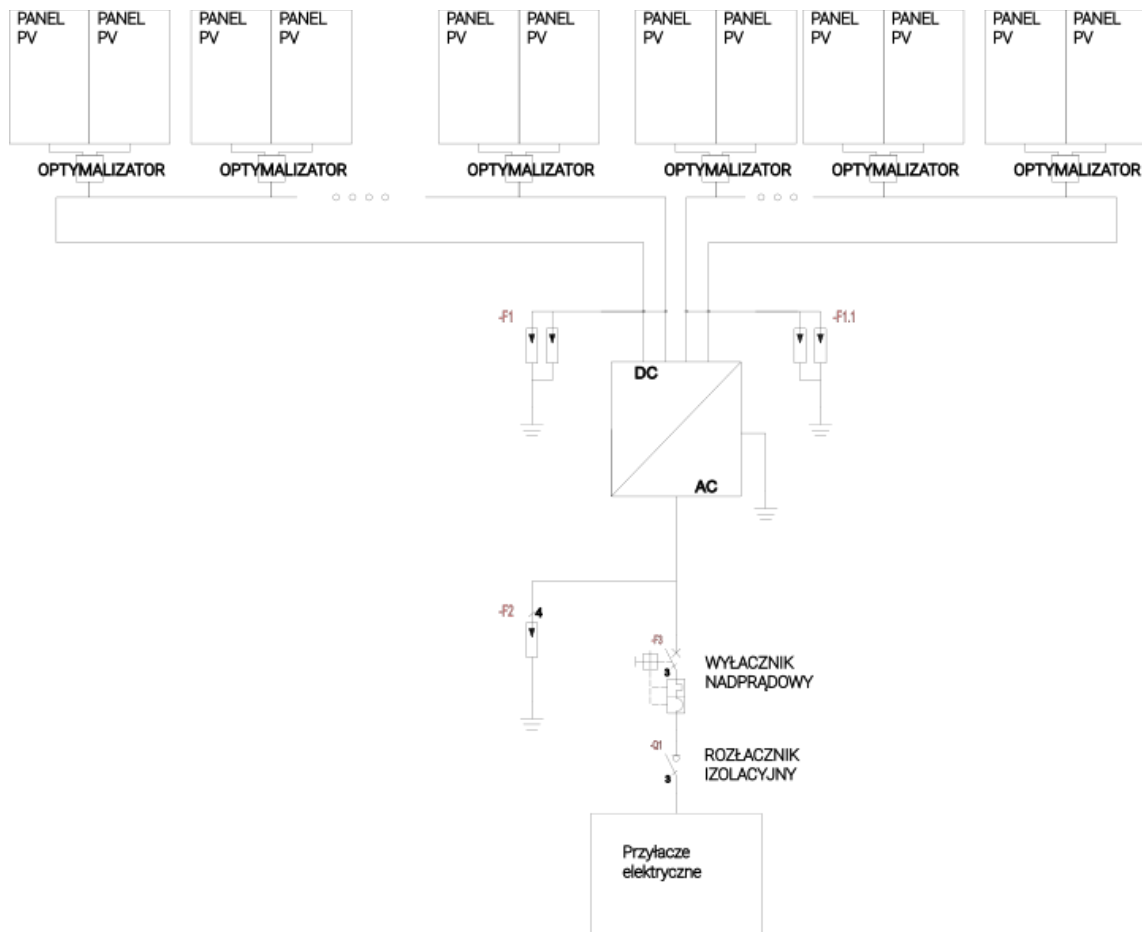 PANEL PANEL
PV PV
PANEL PANEL
PV PV
PANEL PANEL
PV PV
PANEL PANEL
PV PV
PANEL PANEL
PV PV
PANEL PANEL
PV PV
OPTYMALIZATOR
OPTYMALIZATOR
OPTYMALIZATOR
OPTYMALIZATOR
OPTYMALIZATOR
OPTYMALIZATOR
-F1
-F1.1
DC
AC
-F2
4
-F3
3
WYŁACZNIK
NADPRĄDOWY
-Q1
3
ROZŁACZNIK
IZOLACYJNY
Przyłacze
elektryczne